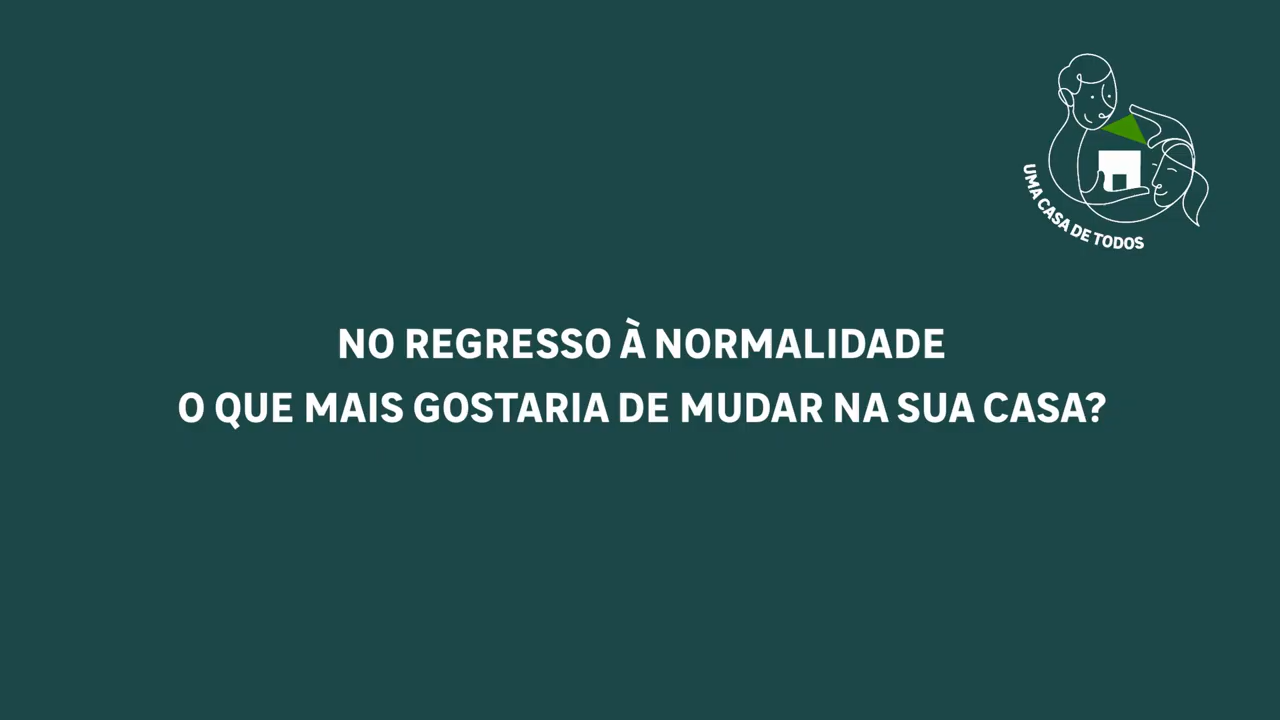 UMA CASA DE TODOS
NO REGRESSO À NORMALIDADE
O QUE MAIS GOSTARIA DE MUDAR NA SUA CASA?